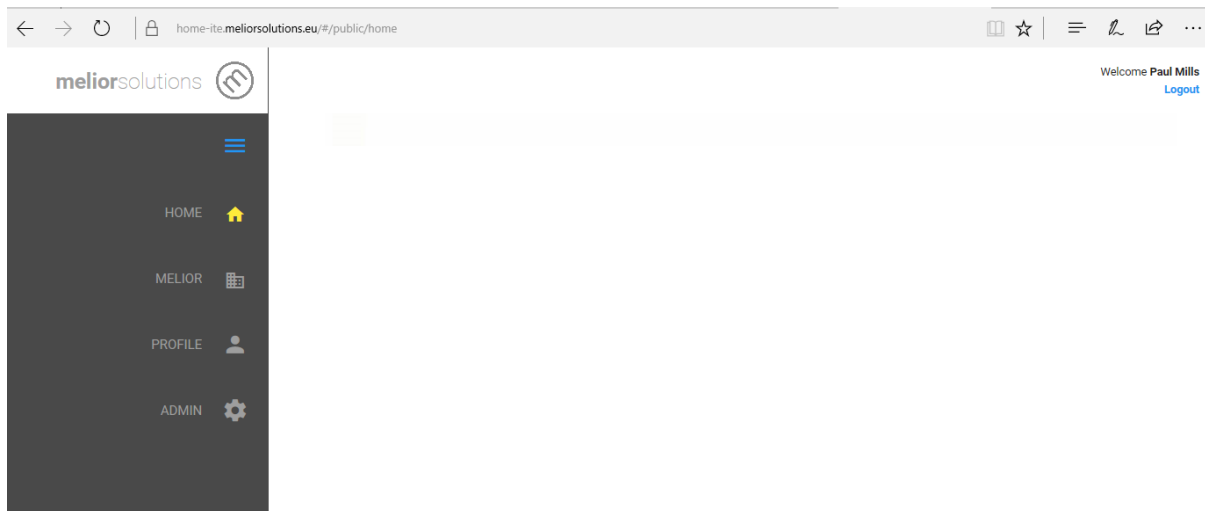 home-ite.meliorsolutions.eu/#/public/home
meliorsolutions
Welcome Paul Mills
Logout
HOME
MELIOR
PROFILE
ADMIN